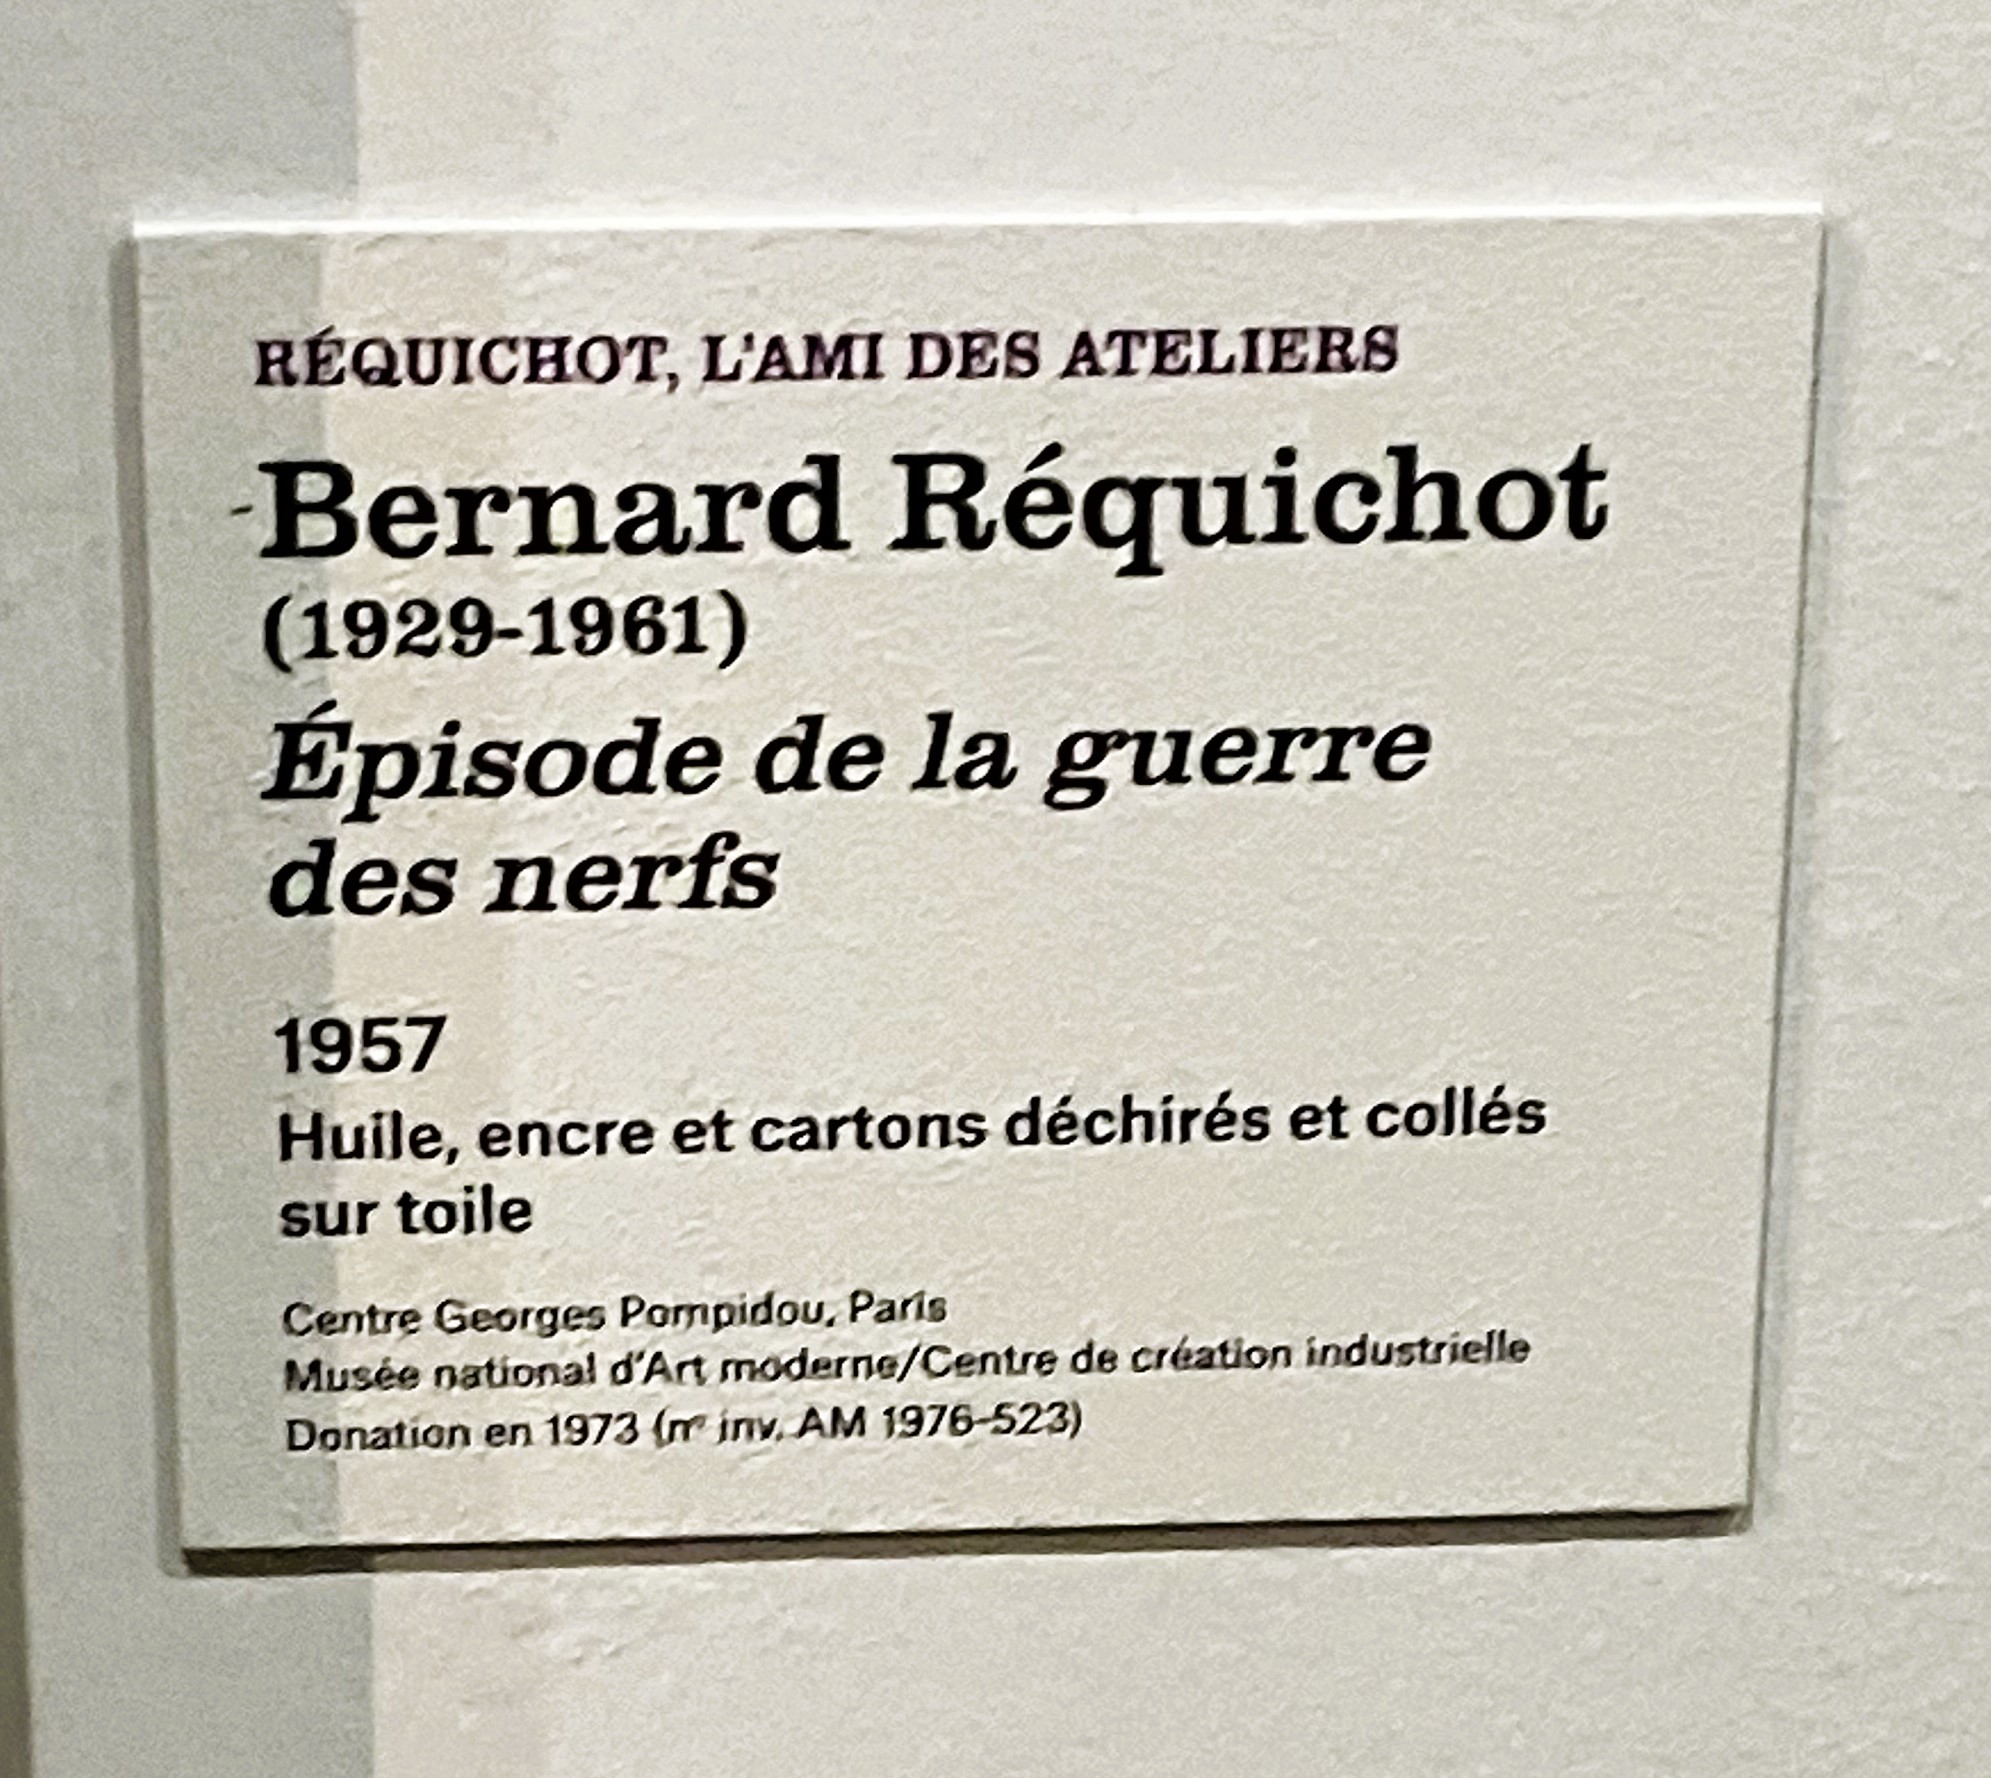 RÉQUICHOT, L'AMI DES ATELIERS
Bernard Réquichot
(1929-1961)
Épisode de la guerre
des nerfs
1957
Huile, encre et cartons déchirés et collés
sur toile
Centre Georges Pompidou, Paris
Musée national d'Art moderne/Centre de création industrielle
Donation en 1973 (nº inv. AM 1976-523)